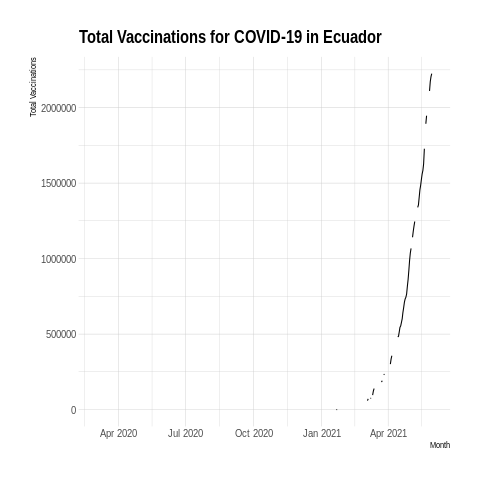 Total Vaccinations for COVID-19 in Ecuador
Total Vaccinations
2000000
1500000
1000000
500000
0
Apr 2020
Jul 2020
Oct 2020
Jan 2021
Apr 2021
Month